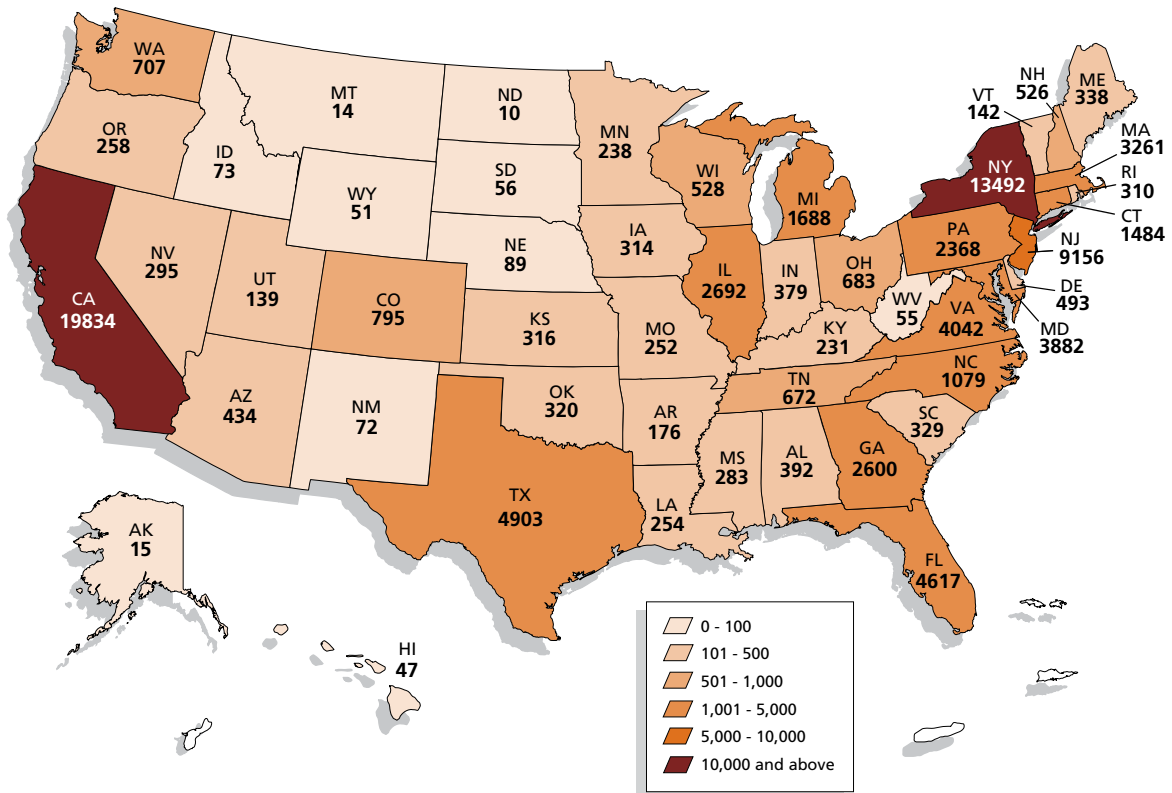 WA
707
OR
258
CA
19834
NV
295
ID
73
MT
14
WY
51
UT
139
AZ
434
CO
795
NM
72
ND
10
SD
56
NE
89
KS
316
OK
320
TX
4903
MN
238
IA
314
MO
252
AR
176
LA
254
WI
528
IL
2692
MI
1688
IN
379
OH
683
KY
231
TN
672
MS
283
AL
392
GA
2600
FL
4617
SC
329
NC
1079
VA
4042
WV
55
PA
2368
NY
13492
VT
142
NH
526
ME
338
MA
3261
RI
310
CT
1484
NJ
9156
DE
493
MD
3882
AK
15
HI
47
0 - 100
101 - 500
501 - 1,000
1,001 - 5,000
5,000 - 10,000
10,000 and above